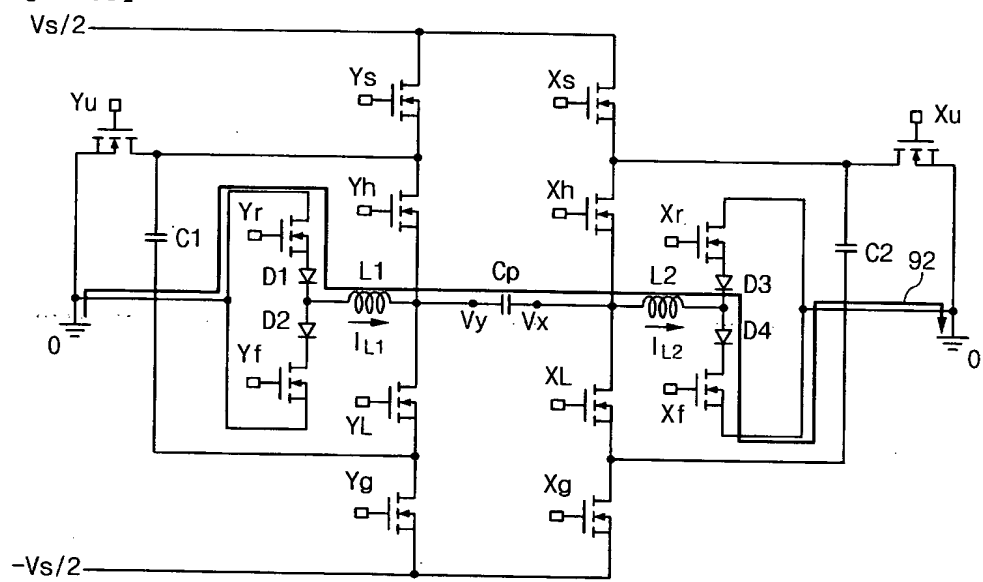 Vs/2
Ys
Xs
Yu
Xu
Yh
Xh
Yr
Xr
C1
C2
D1
L1
Cp
L2
D3
92
D2
Vy
Vx
D4
0
IL1
IL2
0
Yf
XL
YL
Xf
Yg
Xg
-Vs/2